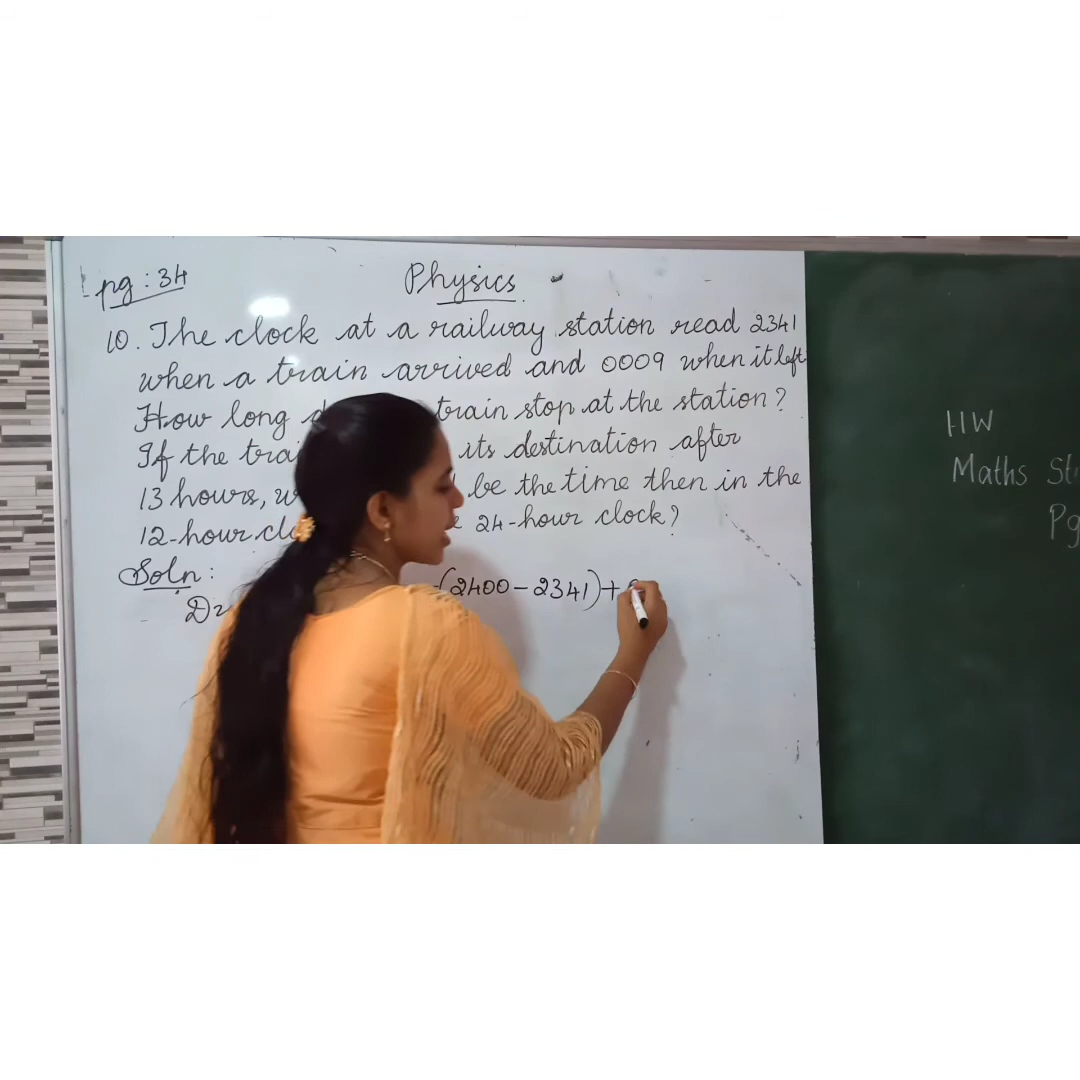 pg : 34
Physics
10. The clock at a railway station read 2341
when a train arrived and 0009 when it left
How long train stop at the station?
If the its destination after
13 hours, be the time then in the
12-hour 24-hour clock?
Soln:
(2400 - 2341) +
HW
Maths